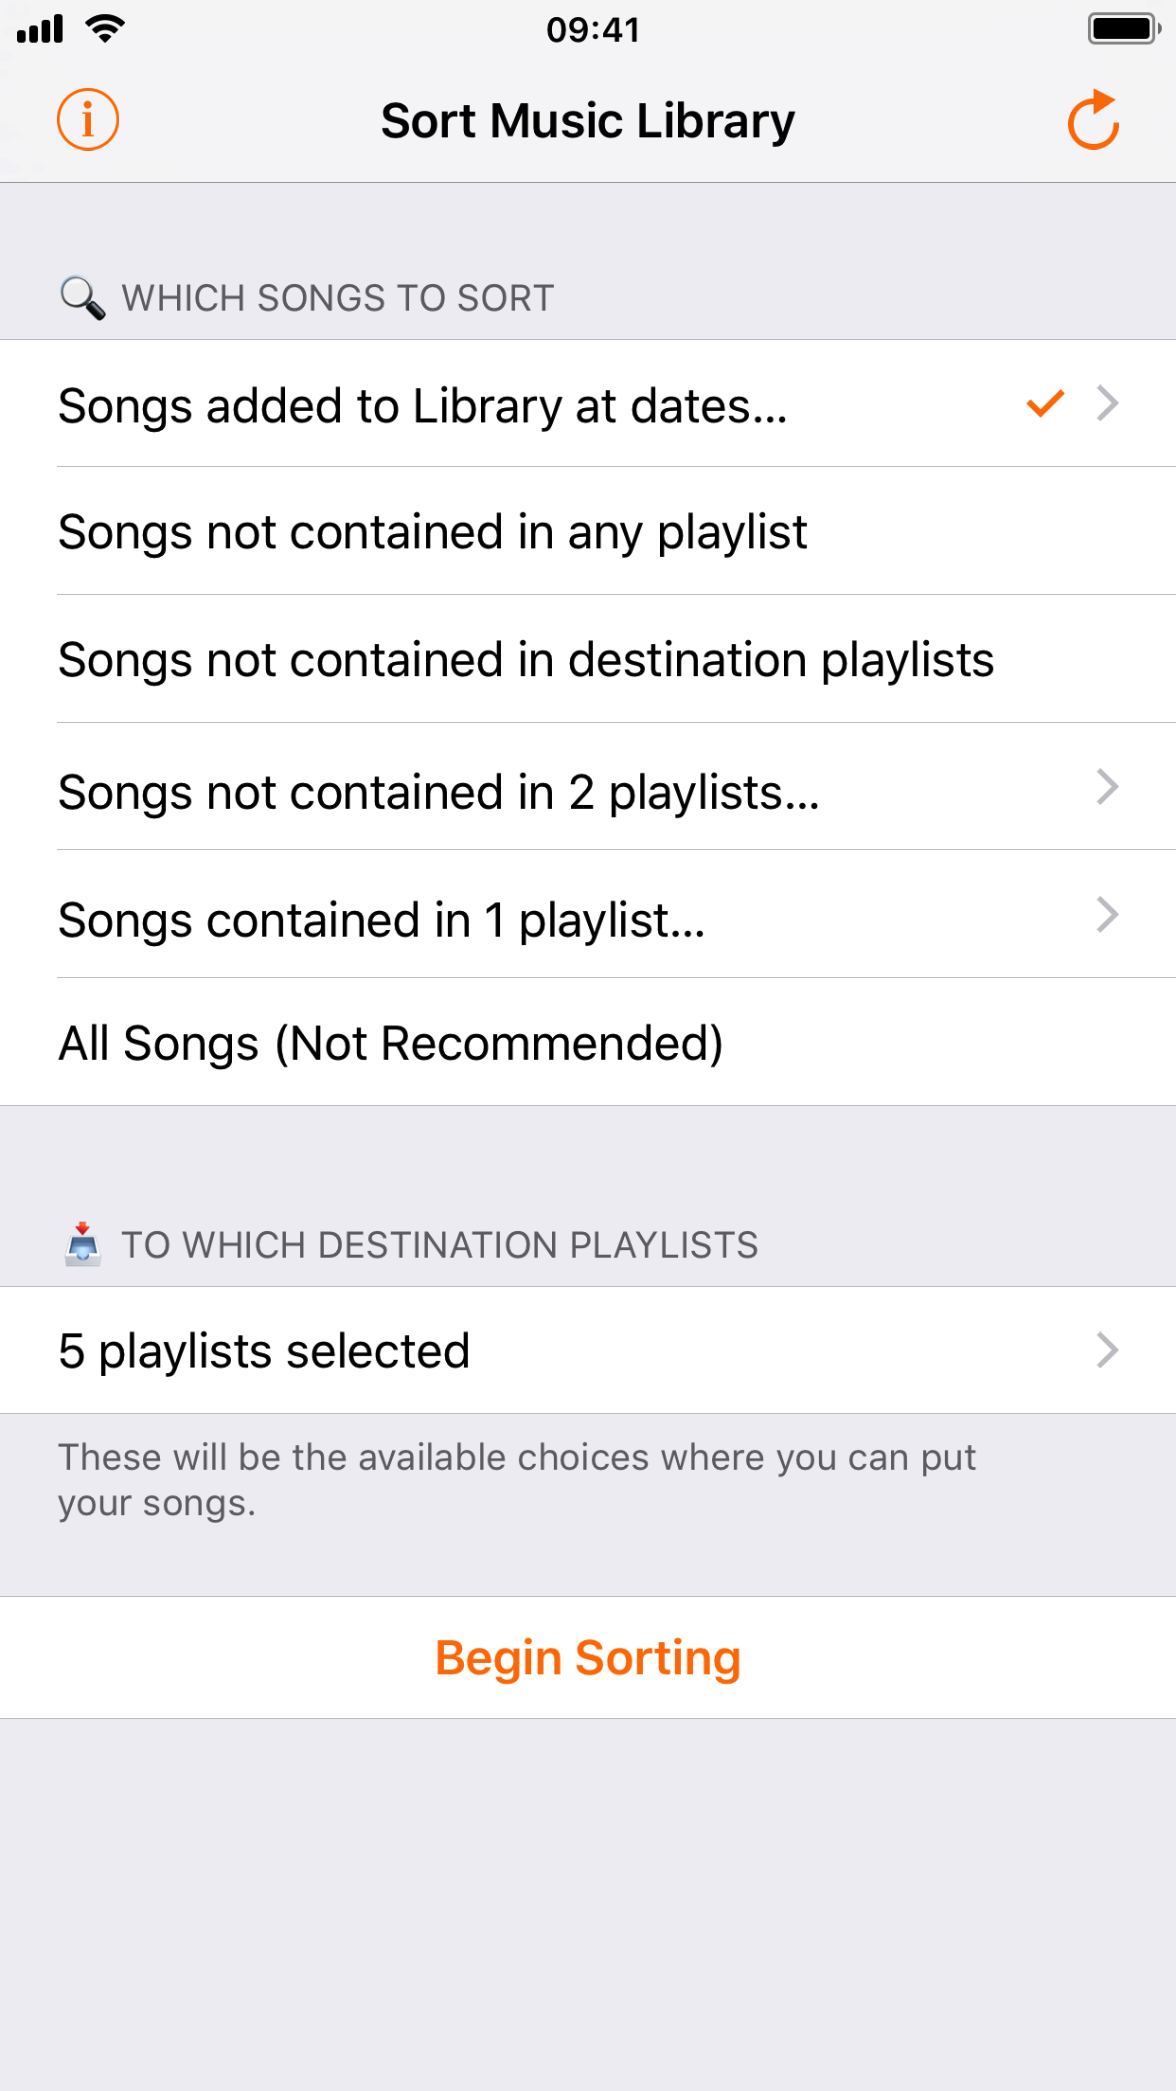 09:41
Sort Music Library
WHICH SONGS TO SORT
Songs added to Library at dates...
Songs not contained in any playlist
Songs not contained in destination playlists
Songs not contained in 2 playlists...
Songs contained in 1 playlist...
All Songs (Not Recommended)
TO WHICH DESTINATION PLAYLISTS
5 playlists selected
These will be the available choices where you can put
your songs.
Begin Sorting